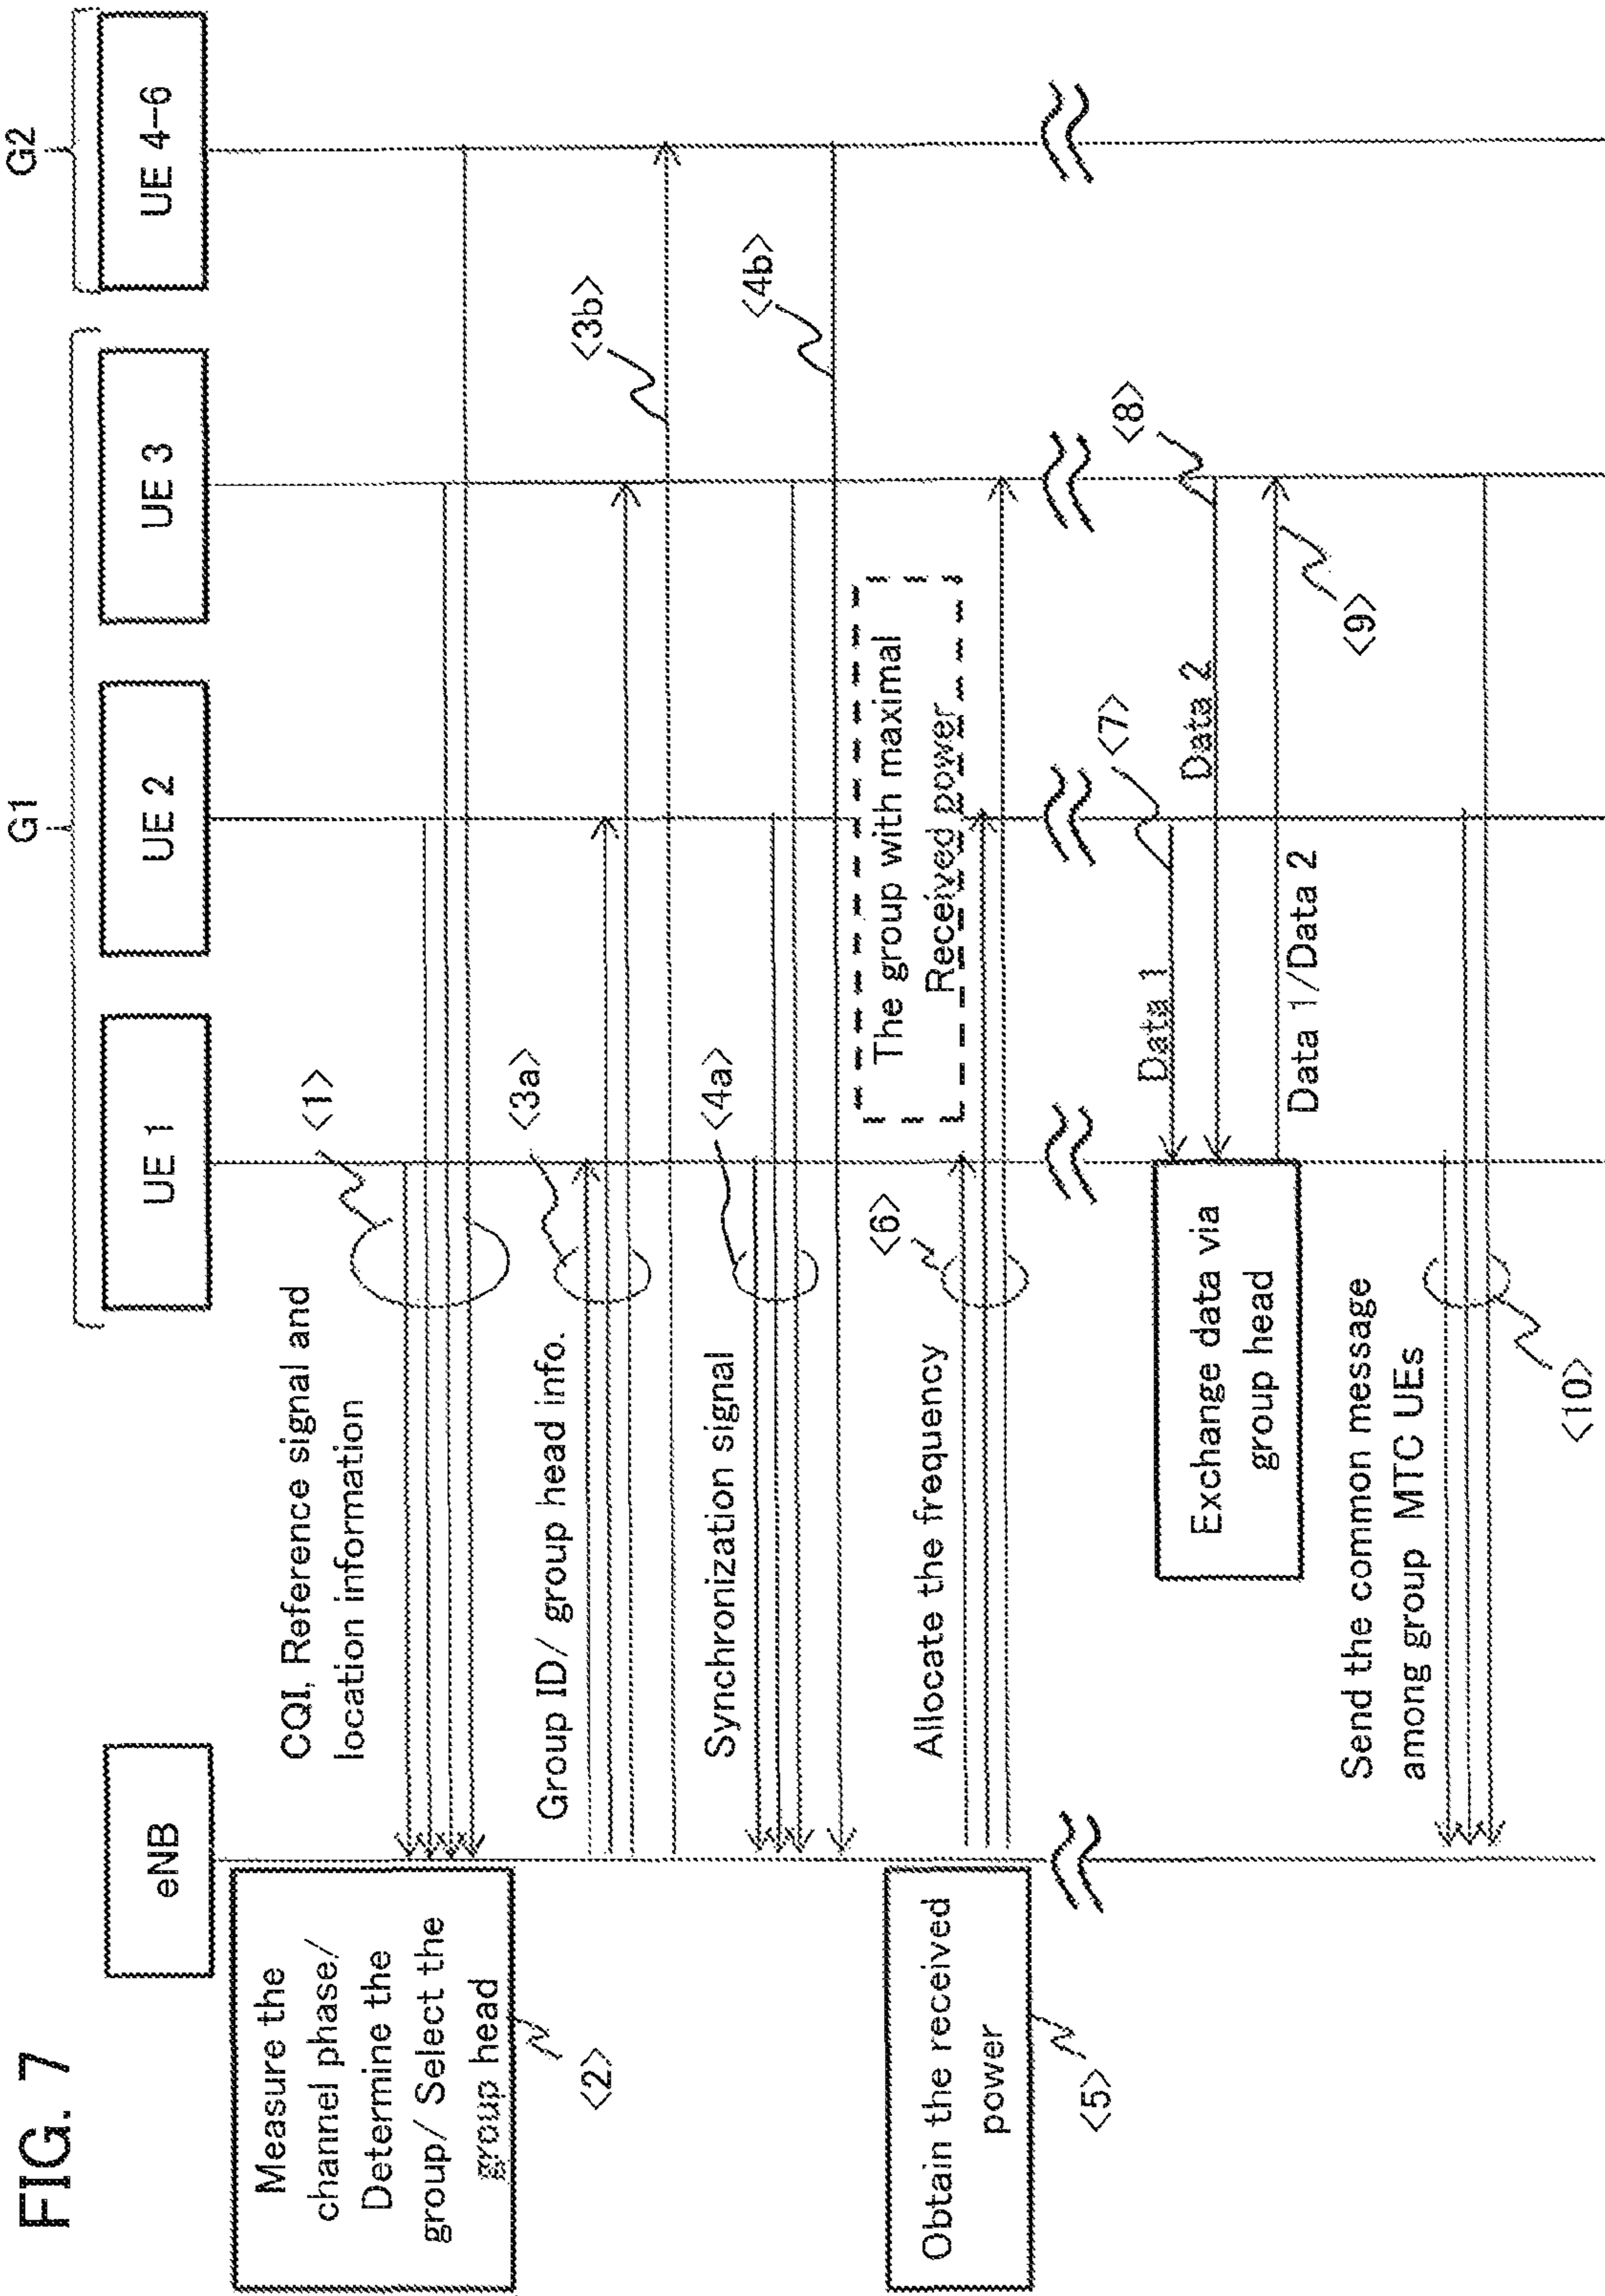 FIG. 7
G1
G2
eNB
UE 1
UE 2
UE 3
UE 4-6
Measure the
channel phase/
Determine the
group/ Select the
group head
<2>
CQI, Reference signal and
location information
<1>
Group ID/ group head info.
<3a>
<3b>
Synchronization signal
<4a>
<4b>
Obtain the received
power
<5>
The group with maximal
Received power
Allocate the frequency
<6>
<7>
Data 1
<8>
Data 2
Exchange data via
group head
Data 1/Data 2
<9>
Send the common message
among group MTC UEs
<10>